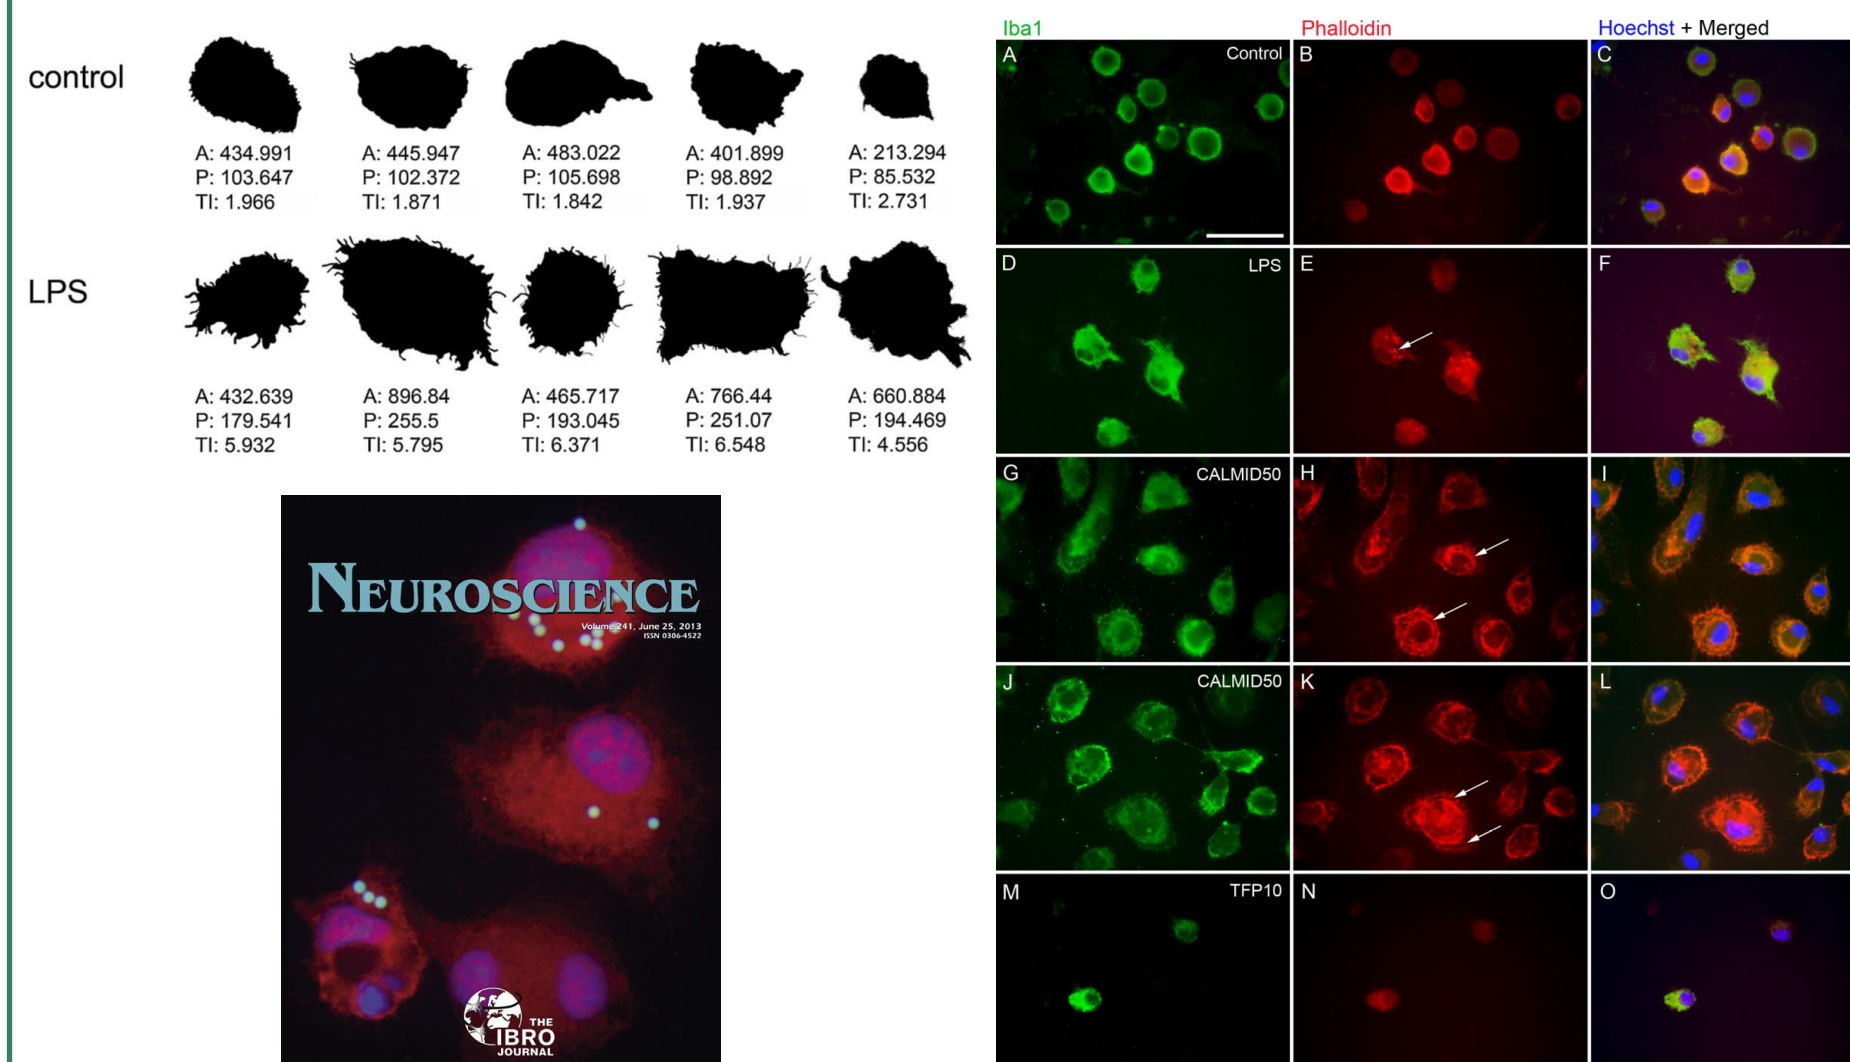 control
A: 434.991
P: 103.647
TI: 1.966
A: 445.947
P: 102.372
TI: 1.871
A: 483.022
P: 105.698
TI: 1.842
A: 401.899
P: 98.892
TI: 1.937
A: 213.294
P: 85.532
TI: 2.731
LPS
A: 432.639
P: 179.541
TI: 5.932
A: 896.84
P: 255.5
TI: 5.795
A: 465.717
P: 193.045
TI: 6.371
A: 766.44
P: 251.07
TI: 6.548
A: 660.884
P: 194.469
TI: 4.556
NEUROSCIENCE
Volume 241, June 25, 2013
ISSN 0306-4522
THE
IBRO
JOURNAL
Iba1
Phalloidin
Hoechst + Merged
A Control
B
C
D LPS
E
F
G CALMID50
H
I
J CALMID50
K
L
M TFP10
N
O